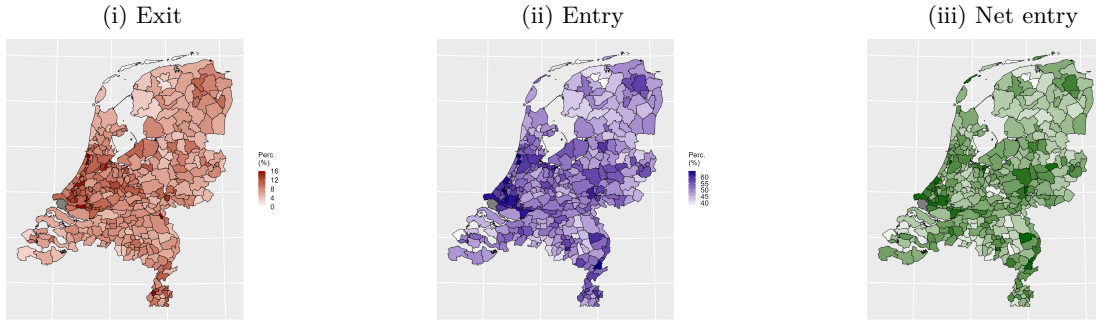 (i) Exit
(ii) Entry
(iii) Net entry
Perc.
(%)
16
12
8
4
0
Perc.
(%)
60
55
50
45
40